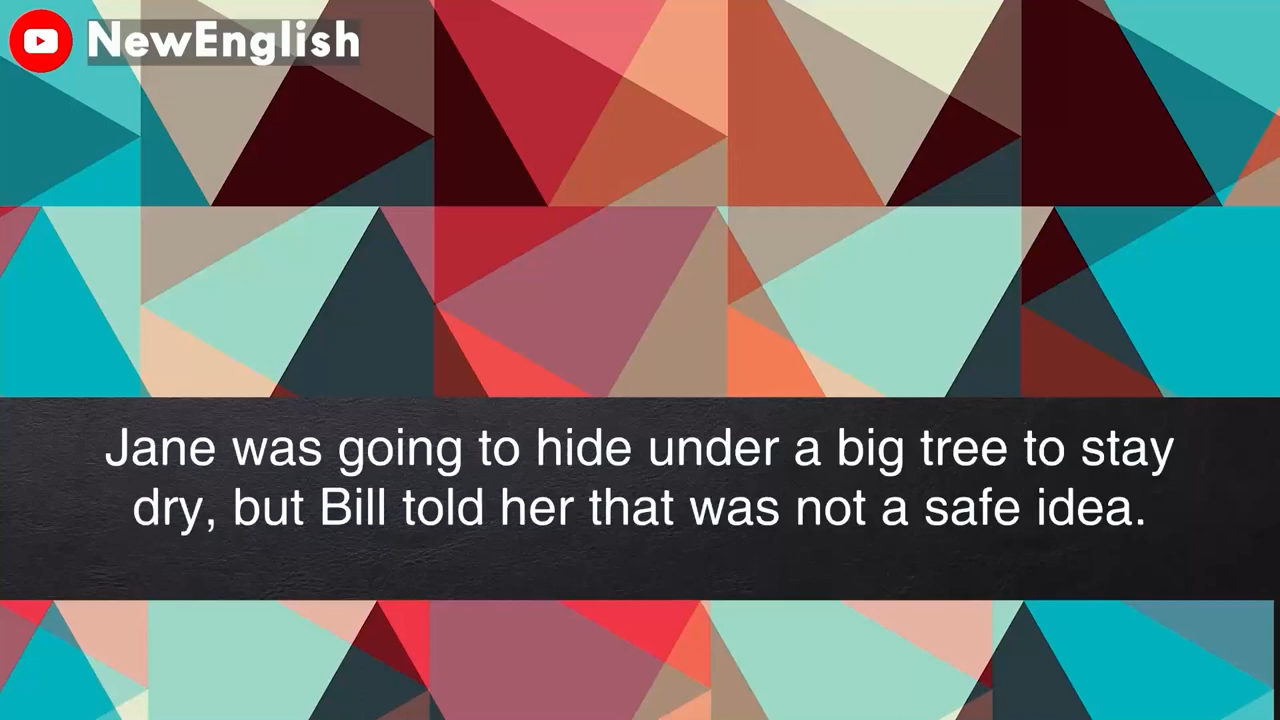 NewEnglish
Jane was going to hide under a big tree to stay
dry, but Bill told her that was not a safe idea.